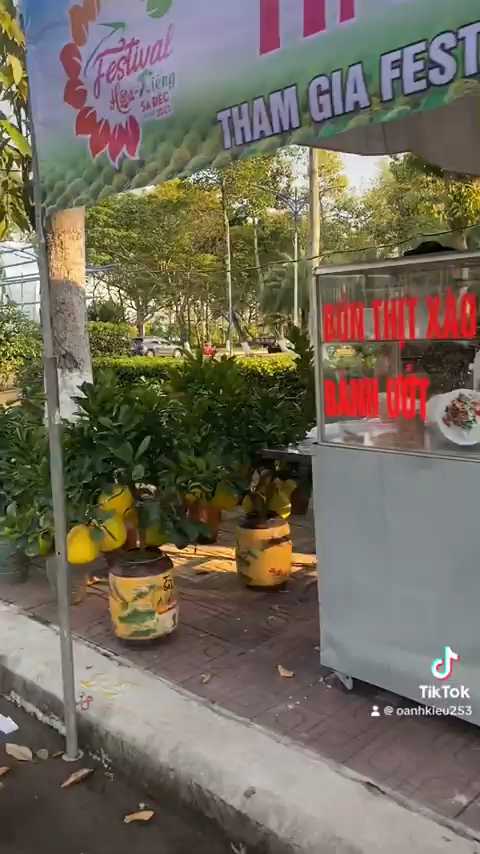 Festival
Hoa-Kiểng
SA ĐÉC
THAM GIA FEST
BÚN THỊT XÀO
BÁNH ƯỚT
TikTok
@oanhkieu253